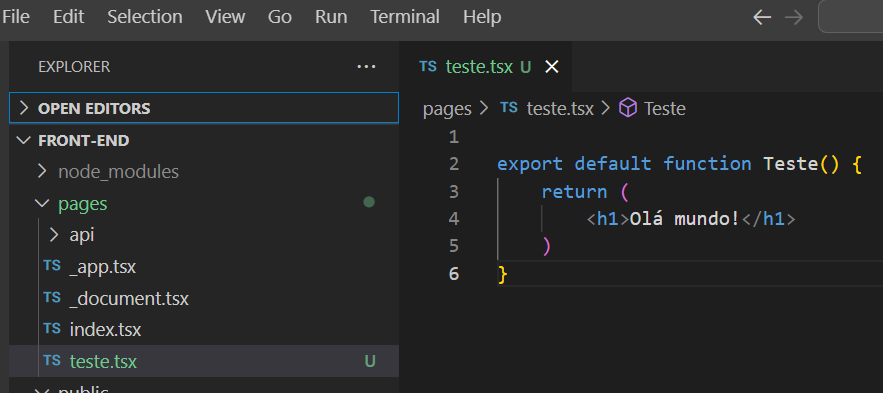 File Edit Selection View Go Run Terminal Help
EXPLORER ...
OPEN EDITORS
FRONT-END
node_modules
pages
api
TS _app.tsx
TS _document.tsx
TS index.tsx
TS teste.tsx U
public
TS teste.tsx U
pages > TS teste.tsx > Teste
1
2 export default function Teste() {
3 return (
4 <h1>Olá mundo!</h1>
5 )
6 }